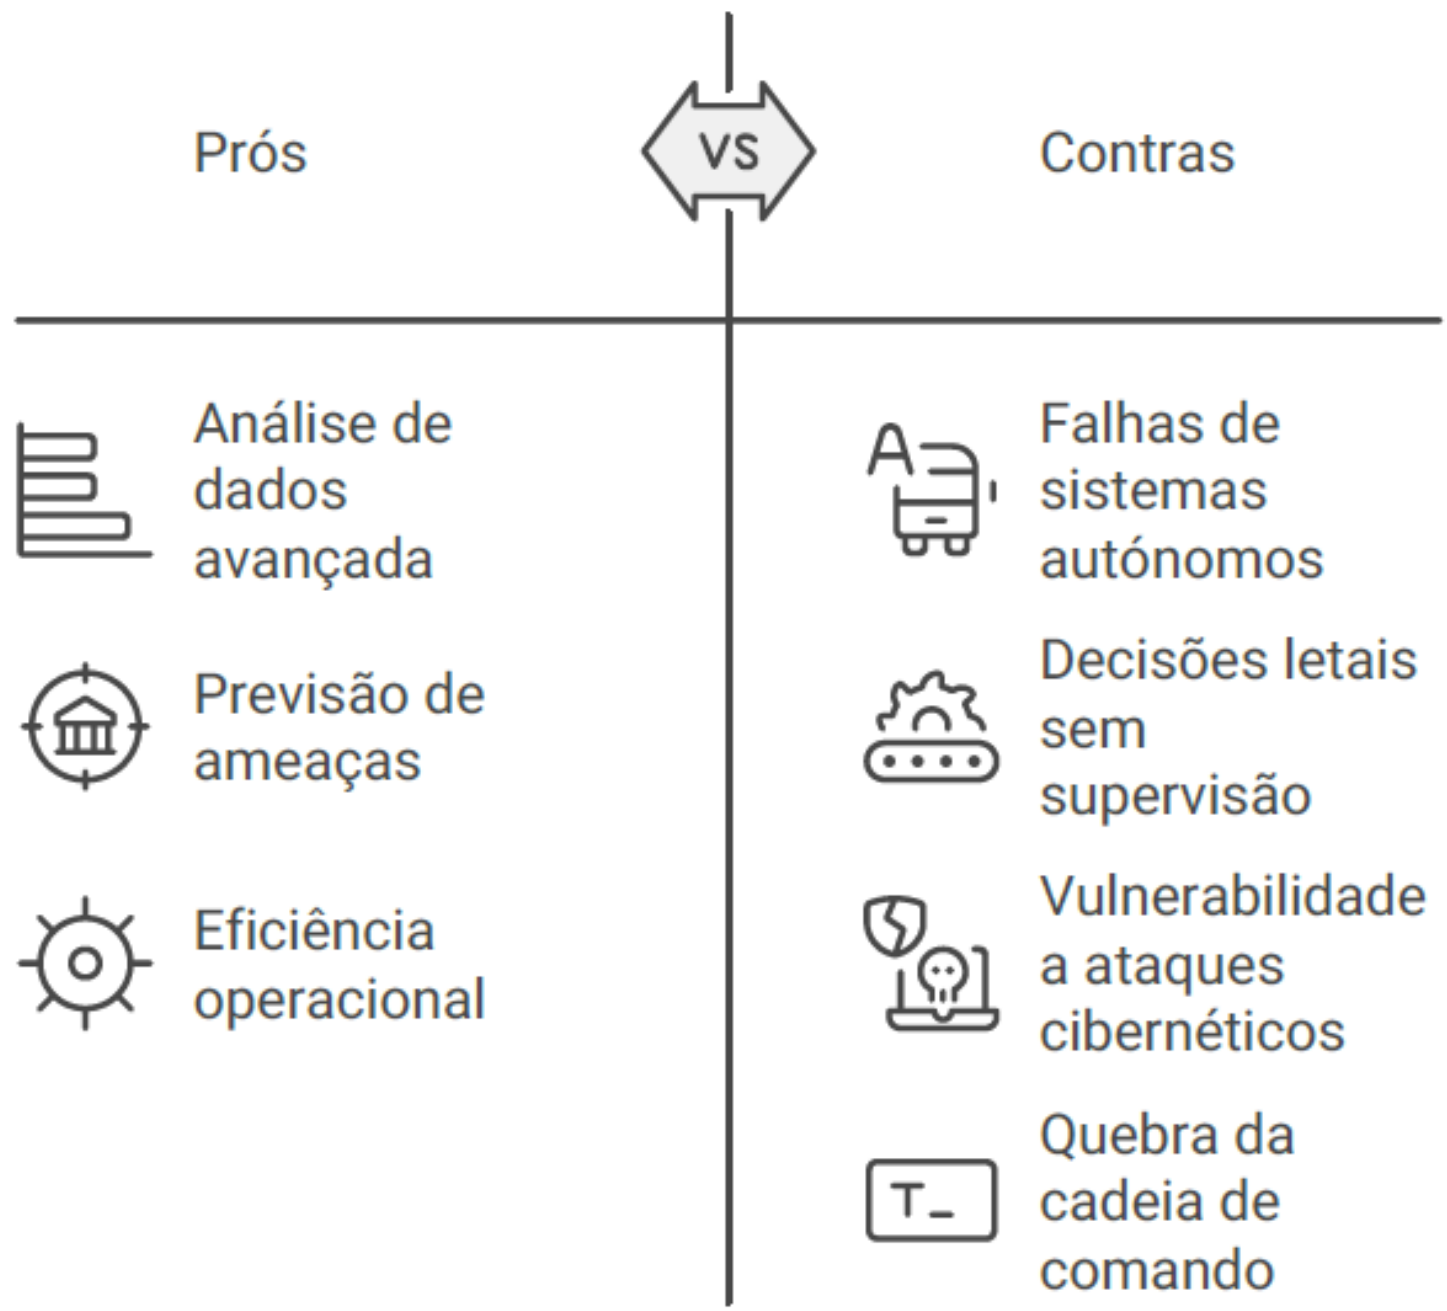 Prós
VS
Contras
Análise de
dados
avançada
Previsão de
ameaças
Eficiência
operacional
A
Falhas de
sistemas
autónomos
Decisões letais
sem
supervisão
Vulnerabilidade
a ataques
cibernéticos
T_
Quebra da
cadeia de
comando